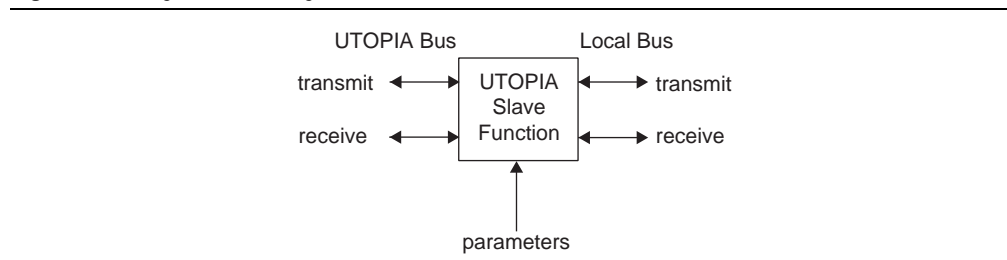 UTOPIA Bus Local Bus
transmit UTOPIA transmit
Slave
receive Function receive
parameters